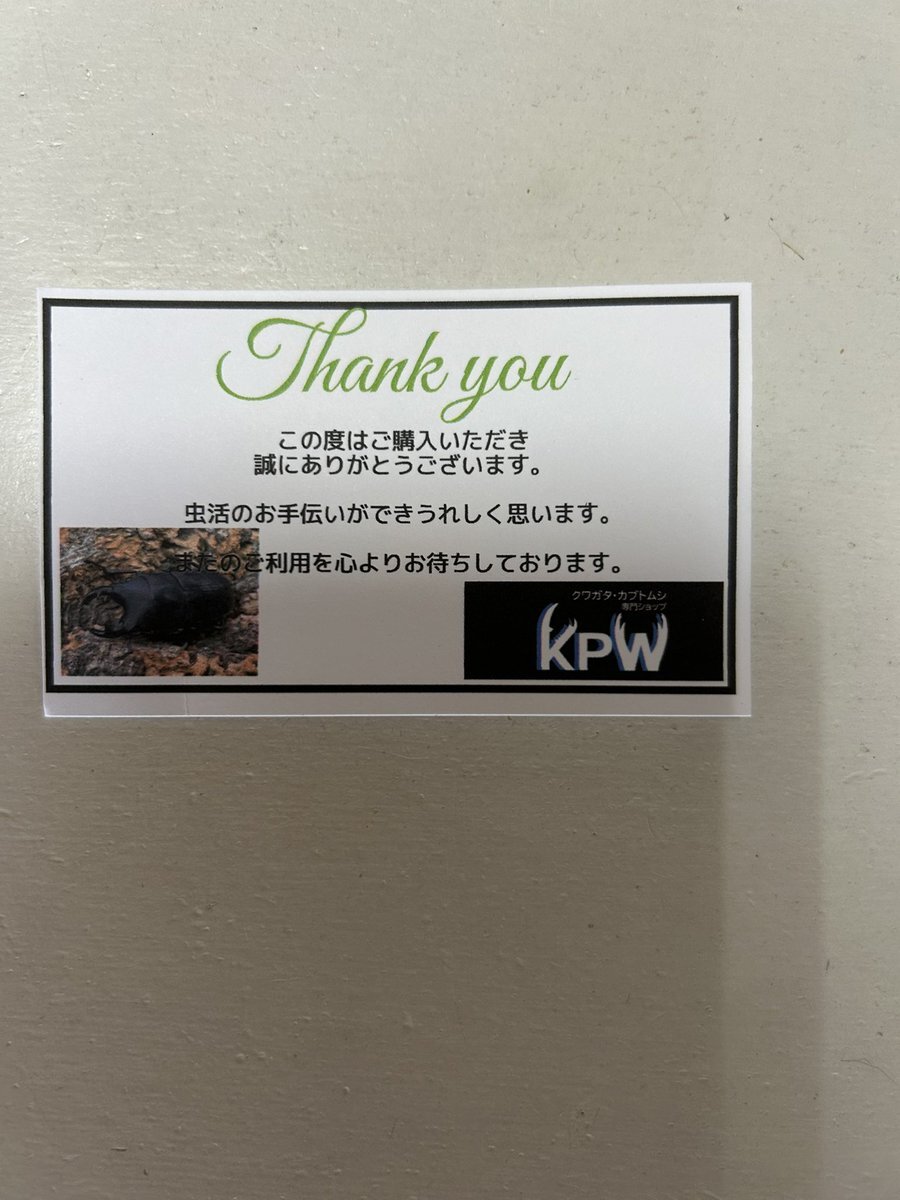 Thank you
この度はご購入いただき
誠にありがとうございます。
虫活のお手伝いができうれしく思います。
またのご利用を心よりお待ちしております。
クワガタ・カブトムシ
専門ショップ
KPW